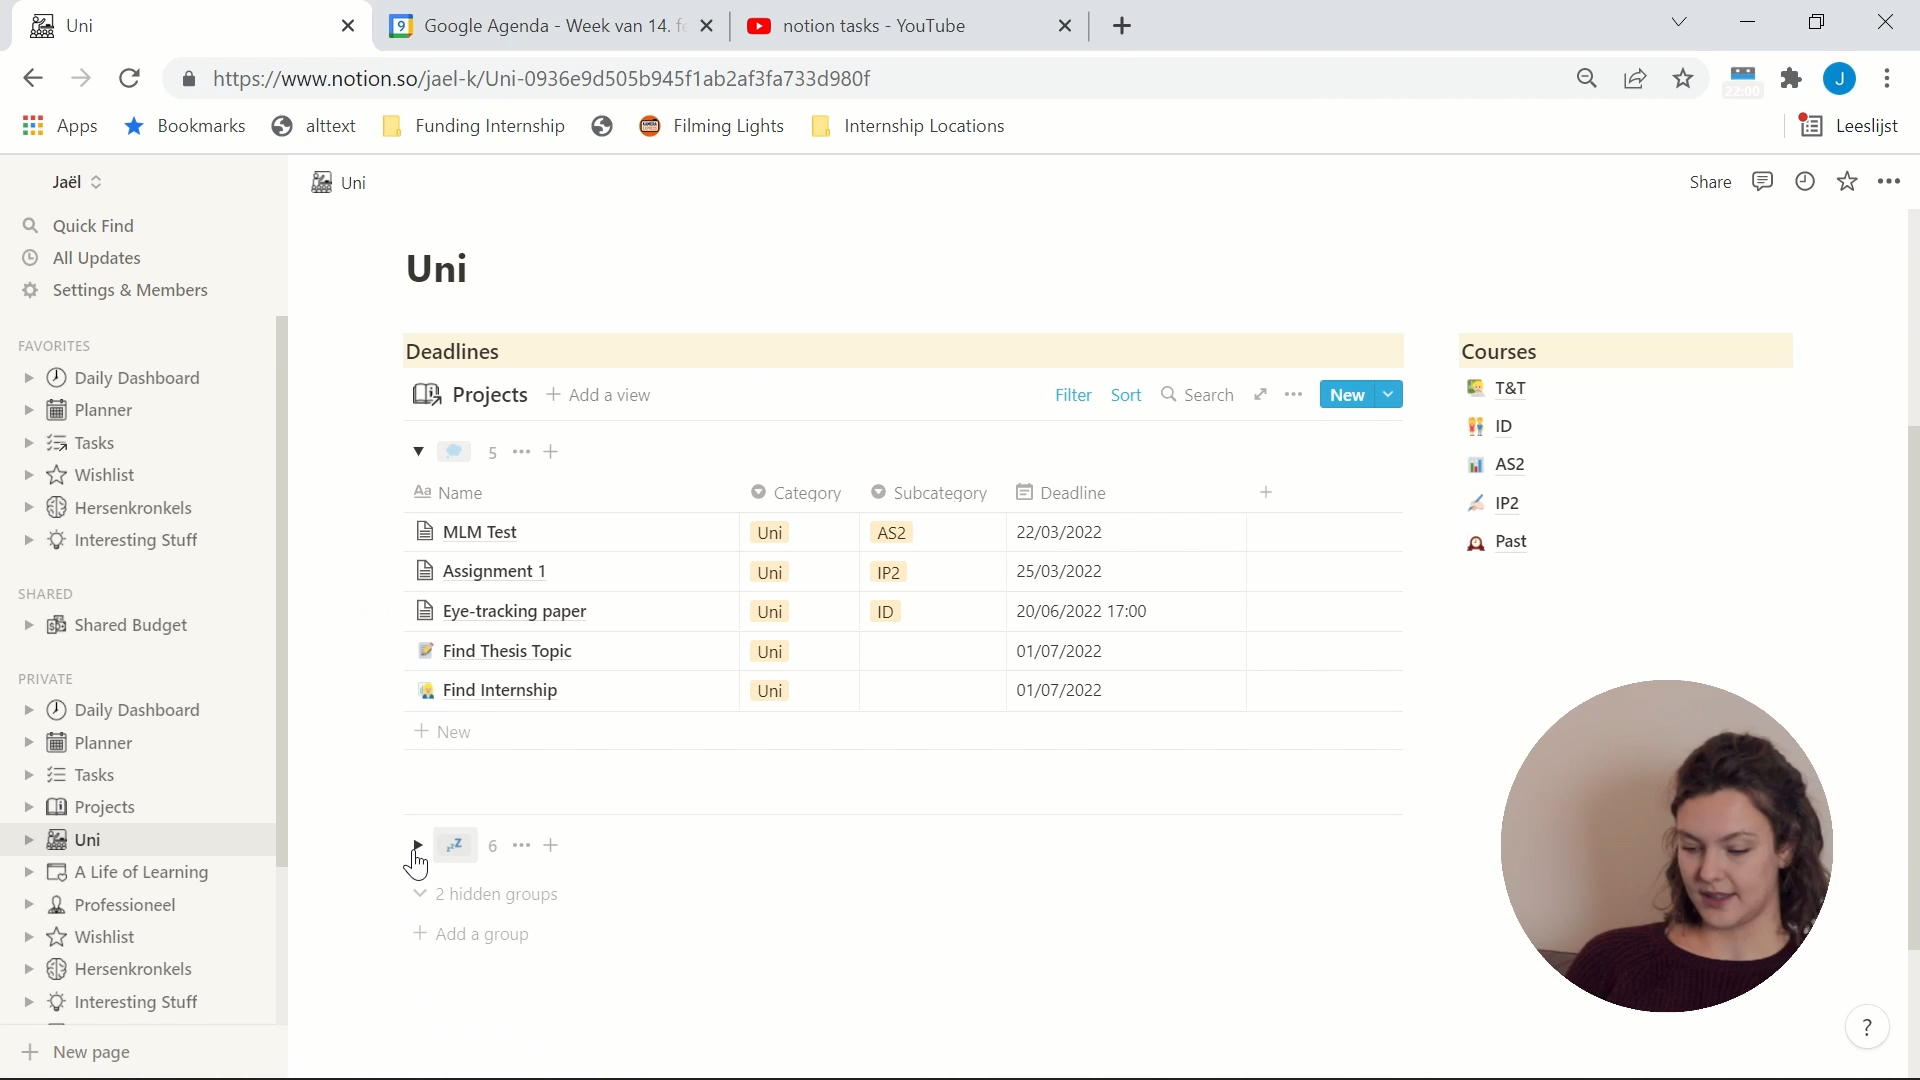 Uni
Google Agenda - Week van 14. fe
notion tasks - YouTube
https://www.notion.so/jael-k/Uni-0936e9d505b945f1ab2af3fa733d980f
22:00
J
Apps
Bookmarks
alttext
Funding Internship
Filming Lights
Internship Locations
Leeslijst
Jaël
Uni
Share
Quick Find
All Updates
Settings & Members
FAVORITES
Daily Dashboard
Planner
Tasks
Wishlist
Hersenkronkels
Interesting Stuff
SHARED
Shared Budget
PRIVATE
Daily Dashboard
Planner
Tasks
Projects
Uni
A Life of Learning
Professioneel
Wishlist
Hersenkronkels
Interesting Stuff
New page
Uni
Deadlines
Projects + Add a view Filter Sort Search New
5
Aa Name Category Subcategory Deadline
MLM Test Uni AS2 22/03/2022
Assignment 1 Uni IP2 25/03/2022
Eye-tracking paper Uni ID 20/06/2022 17:00
Find Thesis Topic Uni 01/07/2022
Find Internship Uni 01/07/2022
+ New
zzZ 6
2 hidden groups
+ Add a group
Courses
T&T
ID
AS2
IP2
Past
?